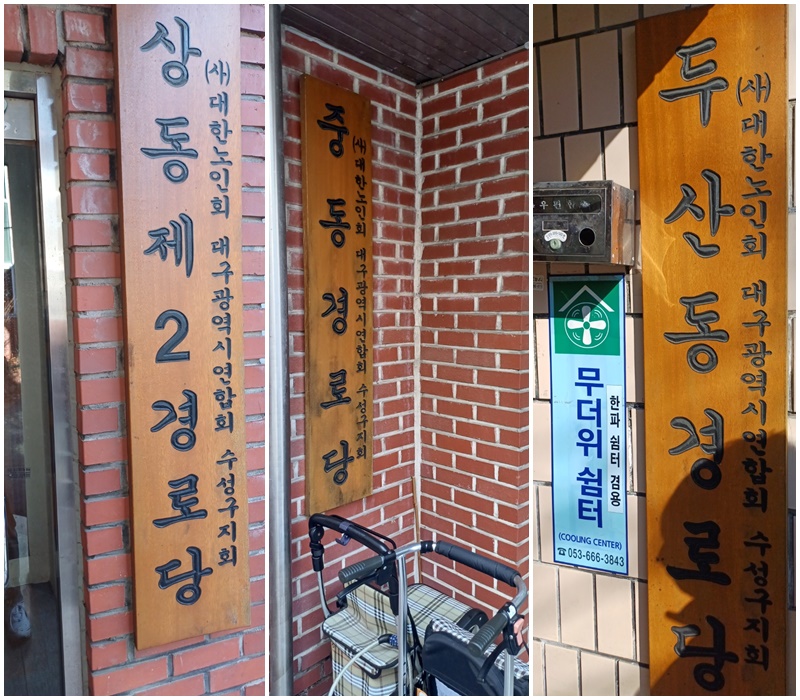 상동제2경로당
(사)대한노인회 대구광역시연합회 수성구지회
중동경로당
(사)대한노인회 대구광역시연합회 수성구지회
두산동경로당
(사)대한노인회 대구광역시연합회 수성구지회
우편함
무더위 쉼터
한파 쉼터 겸용
(COOLING CENTER)
☎053-666-3843